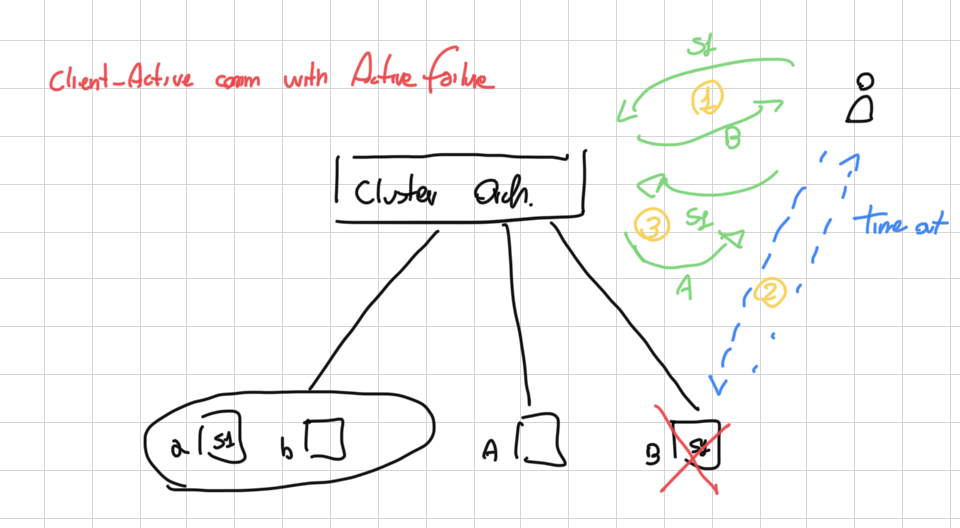 Client-Active comm with Active failure
S1
1
B
Cluster Orch.
S1
3
A
Time out
2
a S1 b
A
B S1